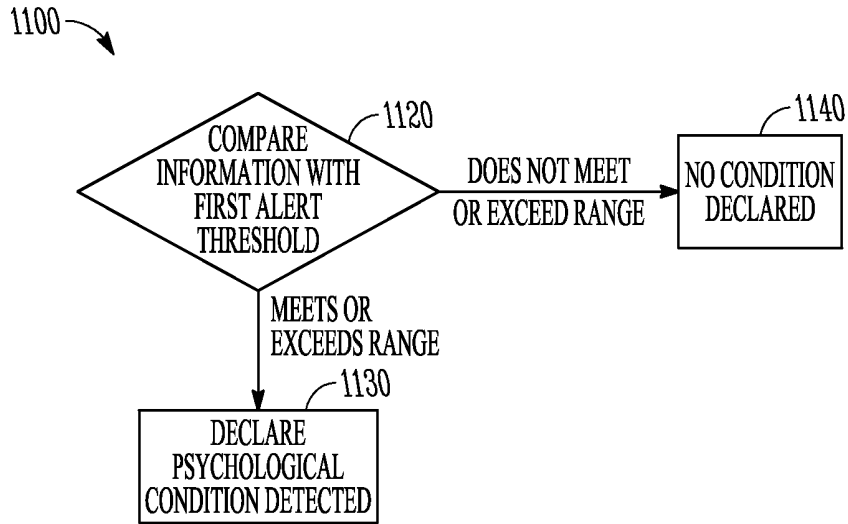 1100
1120
COMPARE
INFORMATION WITH
FIRST ALERT
THRESHOLD
DOES NOT MEET
OR EXCEED RANGE
1140
NO CONDITION
DECLARED
MEETS OR
EXCEEDS RANGE
1130
DECLARE
PSYCHOLOGICAL
CONDITION DETECTED